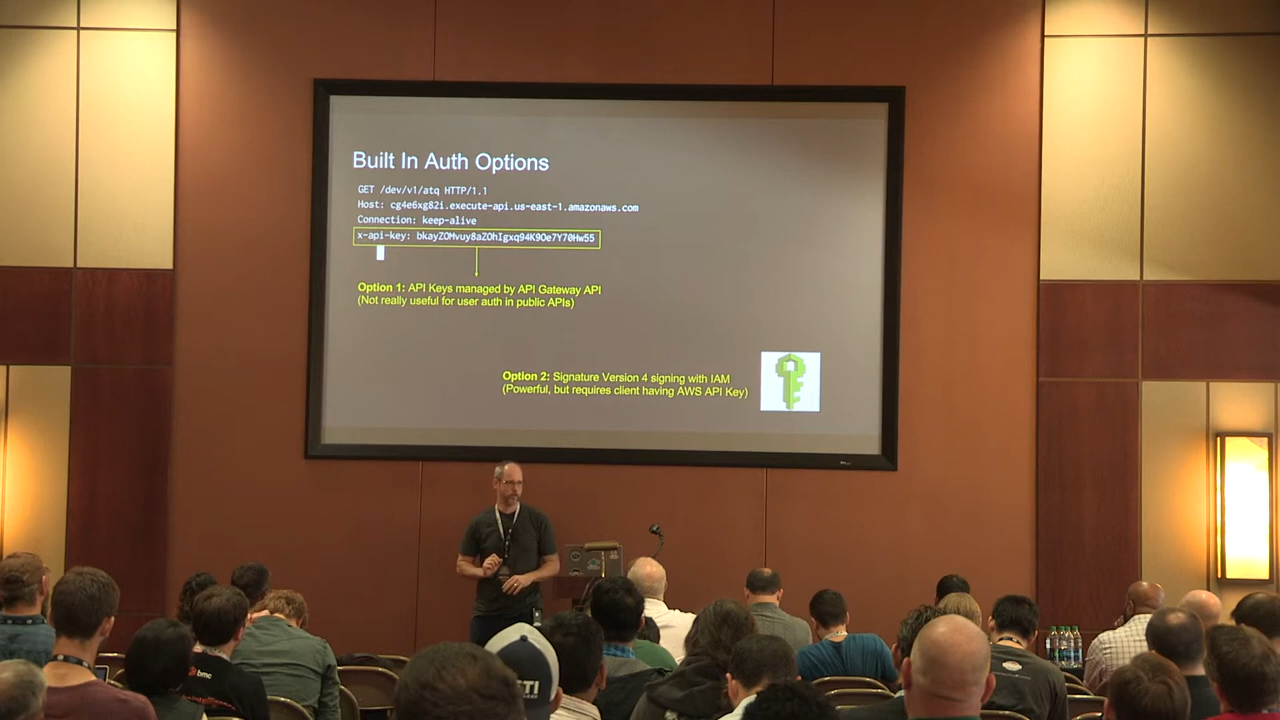 Built In Auth Options
GET /dev/v1/atq HTTP/1.1
Host: cg4e6xg82i.execute-api.us-east-1.amazonaws.com
Connection: keep-alive
x-api-key: bkayZOMvuy8aZOhIgxq94K9Oe7Y70Hw55
Option 1: API Keys managed by API Gateway API
(Not really useful for user auth in public APIs)
Option 2: Signature Version 4 signing with IAM
(Powerful, but requires client having AWS API Key)
bmc